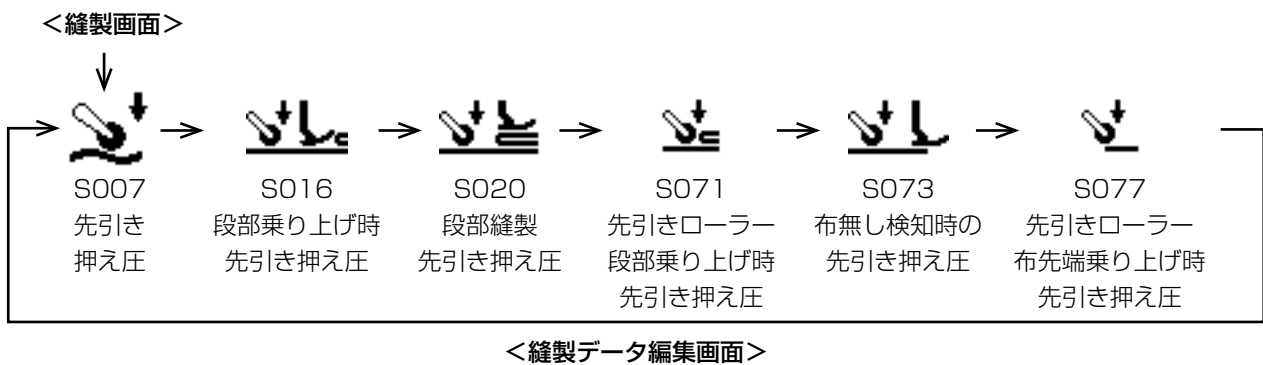 ＜縫製画面＞
S007
先引き
押え圧
S016
段部乗り上げ時
先引き押え圧
S020
段部縫製
先引き押え圧
S071
先引きローラー
段部乗り上げ時
先引き押え圧
S073
布無し検知時の
先引き押え圧
S077
先引きローラー
布先端乗り上げ時
先引き押え圧
＜縫製データ編集画面＞